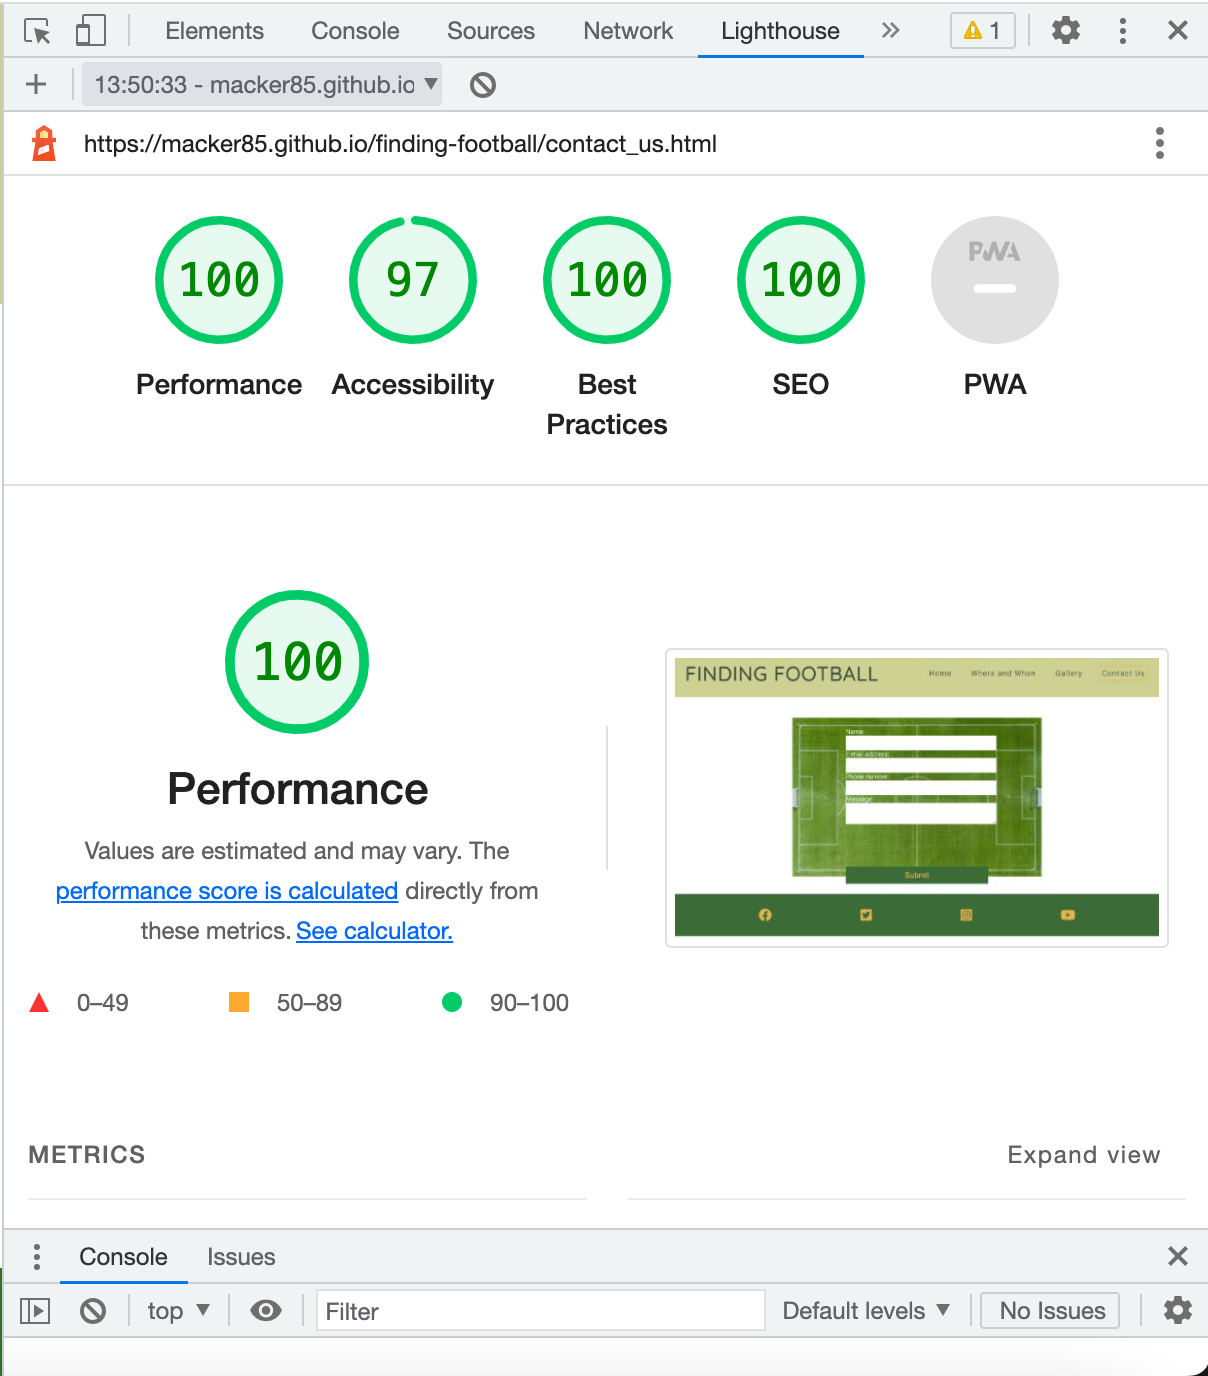 Elements Console Sources Network Lighthouse 1
13:50:33 - macker85.github.io
https://macker85.github.io/finding-football/contact_us.html
100 97 100 100 PWA
Performance Accessibility Best Practices SEO PWA
100
Performance
Values are estimated and may vary. The
performance score is calculated directly from
these metrics. See calculator.
0–49 50–89 90–100
FINDING FOOTBALL Home Where and When Gallery Contact Us
Name
E-mail address:
Phone number:
Message:
Submit
METRICS Expand view
Console Issues
top Filter Default levels No Issues